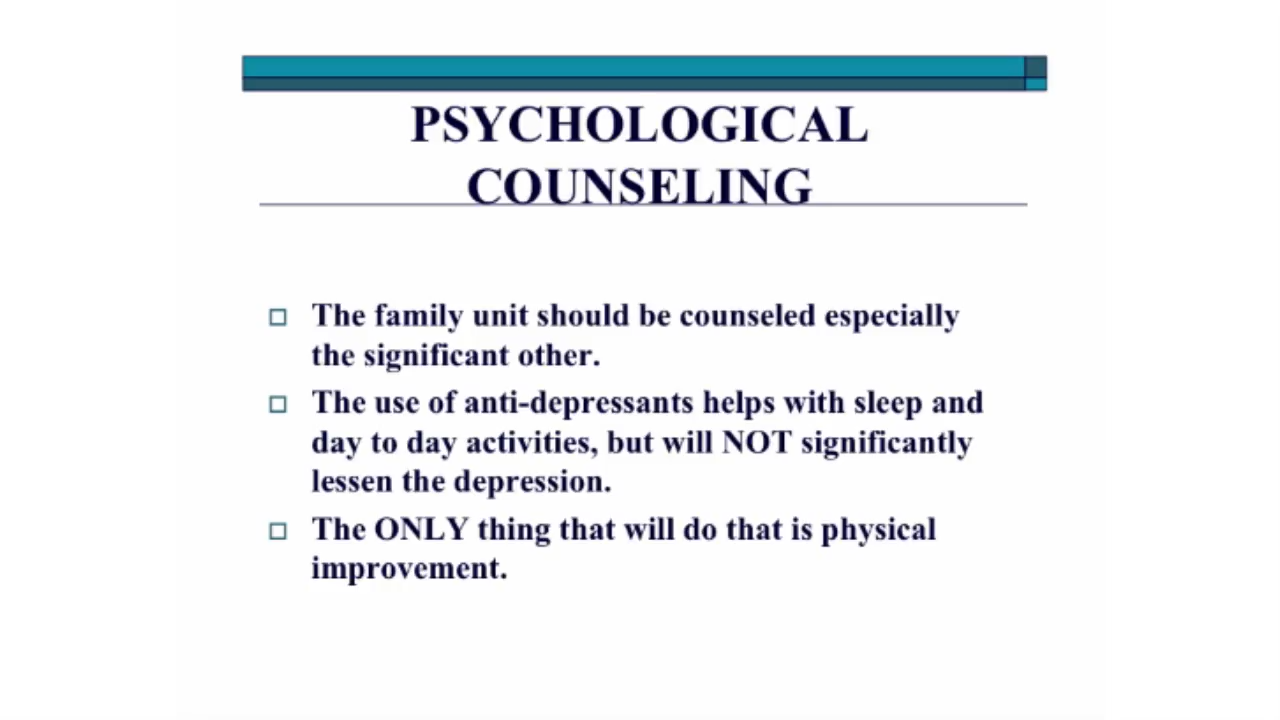 PSYCHOLOGICAL
COUNSELING
The family unit should be counseled especially
the significant other.
The use of anti-depressants helps with sleep and
day to day activities, but will NOT significantly
lessen the depression.
The ONLY thing that will do that is physical
improvement.